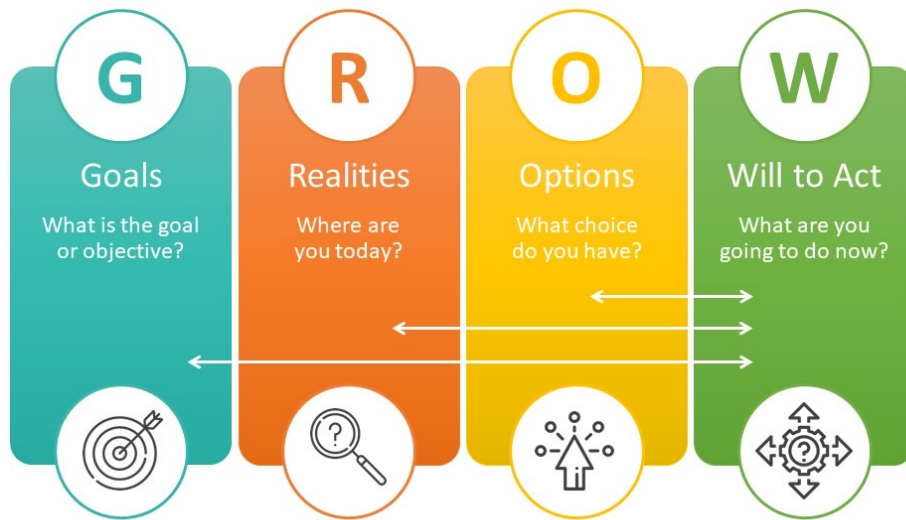 G
Goals
What is the goal
or objective?
?
R
Realities
Where are
you today?
O
Options
What choice
do you have?
W
Will to Act
What are you
going to do now?
?